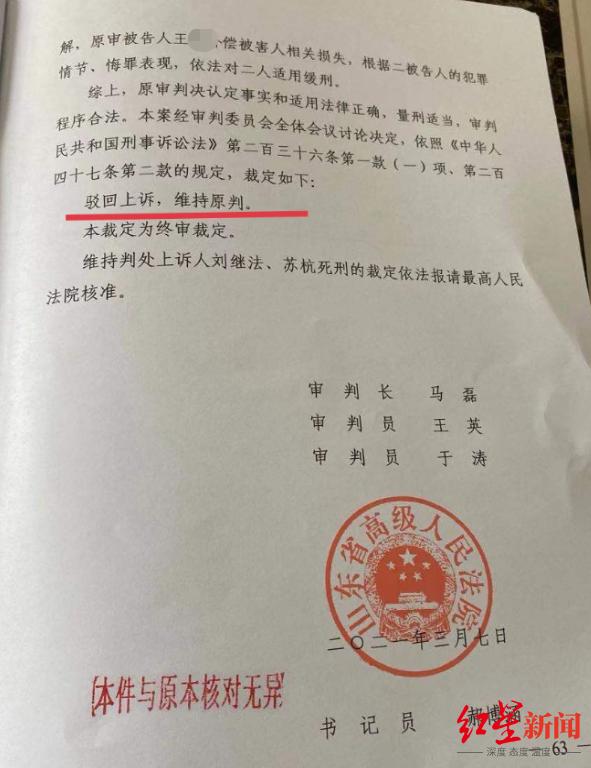 解，原审被告人王 偿被害人相关损失，根据二被告人的犯罪
情节、悔罪表现，依法对二人适用缓刑。
综上，原审判决认定事实和适用法律正确，量刑适当，审判
程序合法。本案经审判委员会全体会议讨论决定，依照《中华人
民共和国刑事诉讼法》第二百三十六条第一款（一）项、第二百
四十七条第二款的规定，裁定如下：
驳回上诉，维持原判。
本裁定为终审裁定。
维持判处上诉人刘继法、苏杭死刑的裁定依法报请最高人民
法院核准。
审判长 马磊
审判员 王英
审判员 于涛
山东省高级人民法院
二〇二一年 月七日
本件与原本核对无异
书记员 郝博涵
红星新闻
深度 态度 温度
63